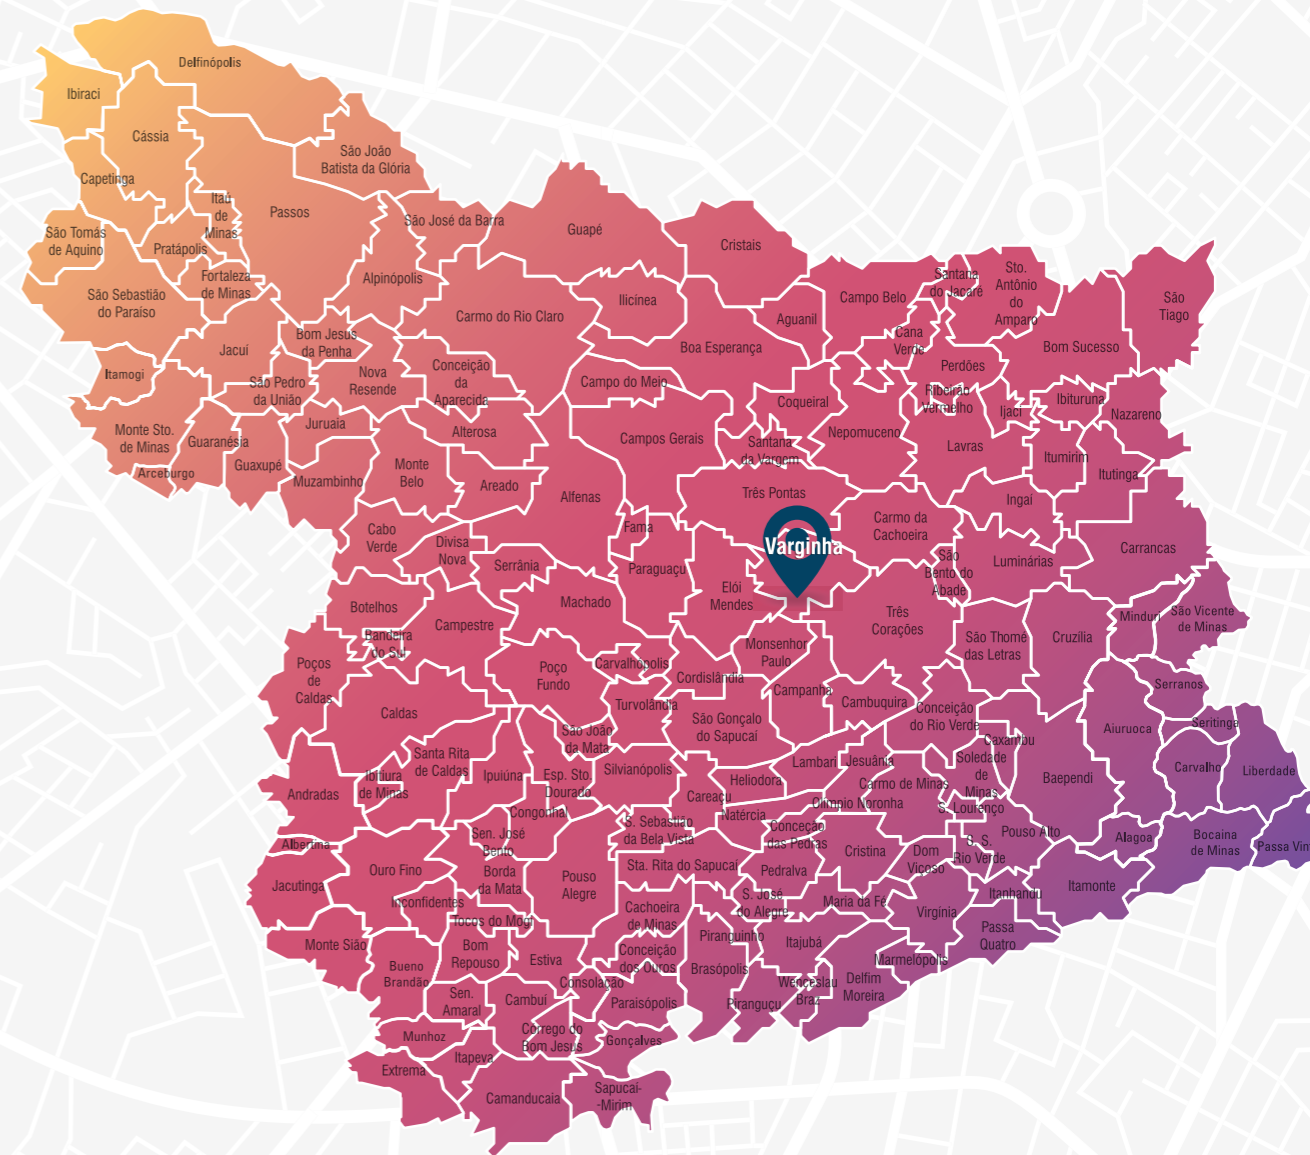 Delfinópolis
Ibiraci
Cássia
São João
Batista da Glória
Capetinga
Itaú
de
Minas
Passos
São José da Barra
Guapé
São Tomás
de Aquino
Pratápolis
Cristais
Fortaleza
de Minas
Alpinópolis
São Sebastião
do Paraíso
Ilicínea
Carmo do Rio Claro
Santana
do Jacaré
Sto.
Antônio
do
Amparo
Campo Belo
São
Tiago
Aguanil
Cana
Verde
Bom Jesus
da Penha
Jacuí
Boa Esperança
Bom Sucesso
Itamogi
São Pedro
da União
Nova
Resende
Conceição
da
Aparecida
Campo do Meio
Perdões
Coqueiral
Ribeirão
Vermelho
Ijací
Ibituruna
Nazareno
Monte Sto.
de Minas
Guaranésia
Juruaia
Alterosa
Campos Gerais
Santana
da Vargem
Nepomuceno
Lavras
Arceburgo
Guaxupé
Muzambinho
Monte
Belo
Areado
Alfenas
Itumirim
Itutinga
Três Pontas
Ingaí
Cabo
Verde
Divisa
Nova
Fama
Varginha
Carmo da
Cachoeira
Carrancas
Serrânia
Paraguaçu
São
Bento do
Abade
Luminárias
Botelhos
Machado
Elói
Mendes
Campestre
Bandeira
do Sul
Três
Corações
Minduri
São Vicente
de Minas
São Thomé
das Letras
Cruzília
Poços
de
Caldas
Poço
Fundo
Carvalhópolis
Monsenhor
Paulo
Cordislândia
Serranos
Caldas
Turvolândia
Campanha
Cambuquira
Conceição
do Rio Verde
São Gonçalo
do Sapucaí
Seritinga
Aiuruoca
São João
da Mata
Caxambu
Santa Rita
de Caldas
Ibitiura
de Minas
Ipuiúna
Esp. Sto.
Dourado
Silvianópolis
Lambari
Jesuânia
Soledade
de
Minas
Baependi
Carvalho
Liberdade
Andradas
Heliodora
Carmo de Minas
Careaçu
Olímpio Noronha
S. Lourenço
Congonhal
Natércia
S. Sebastião
da Bela Vista
Conceção
das Pedras
Albertina
Sen. José
Bento
Pouso Alto
Alagoa
Bocaina
de Minas
Passa Vin
S. S.
Rio Verde
Cristina
Dom
Viçoso
Ouro Fino
Borda
da Mata
Pouso
Alegre
Sta. Rita do Sapucaí
Pedralva
Jacutinga
Itamonte
Itanhandu
Inconfidentes
S. José
do Alegre
Maria da Fé
Virgínia
Cachoeira
de Minas
Tocos do Mogi
Passa
Quatro
Monte Sião
Bom
Repouso
Piranguinho
Itajubá
Estiva
Conceição
dos Ouros
Marmelópolis
Bueno
Brandão
Brasópolis
Consolação
Wenceslau
Braz
Delfim
Moreira
Sen.
Amaral
Cambuí
Paraisópolis
Piranguçu
Munhoz
Córrego do
Bom Jesus
Gonçalves
Itapeva
Extrema
Camanducaia
Sapucaí-
-Mirim